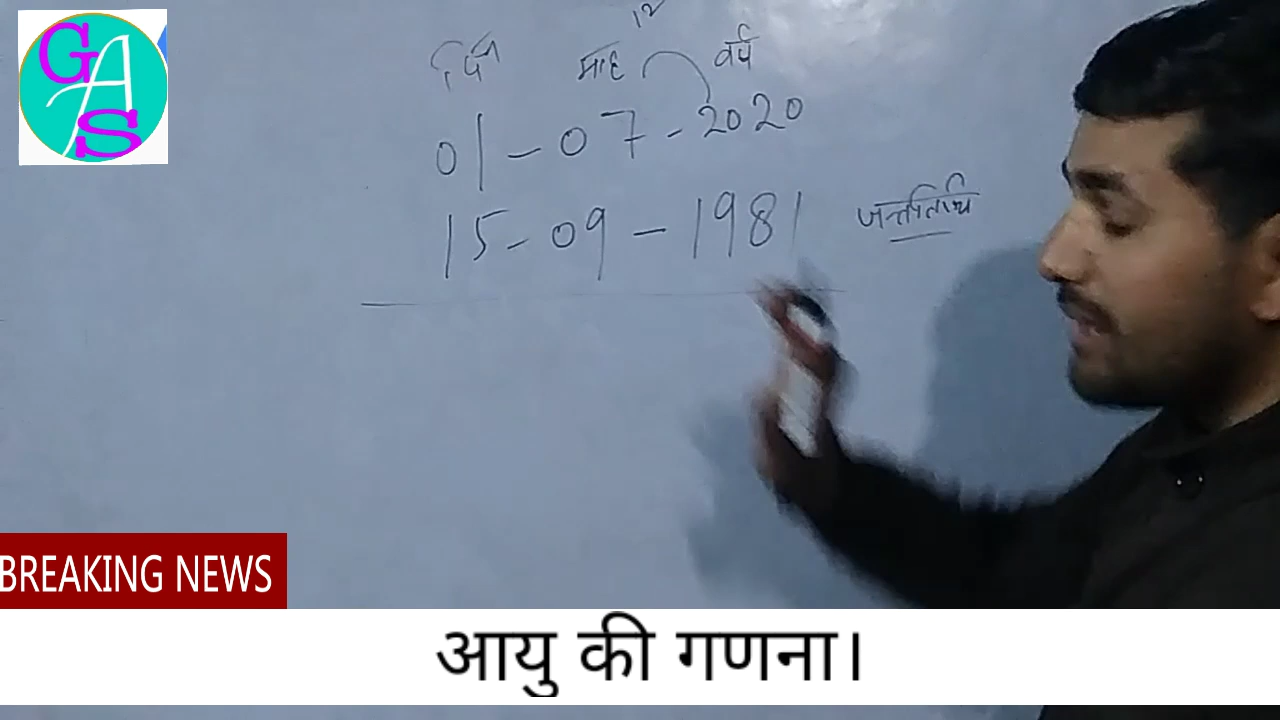 GAS
12
दिन माह वर्ष
01-07-2020
15-09-1981 जन्मतिथि
BREAKING NEWS
आयु की गणना।